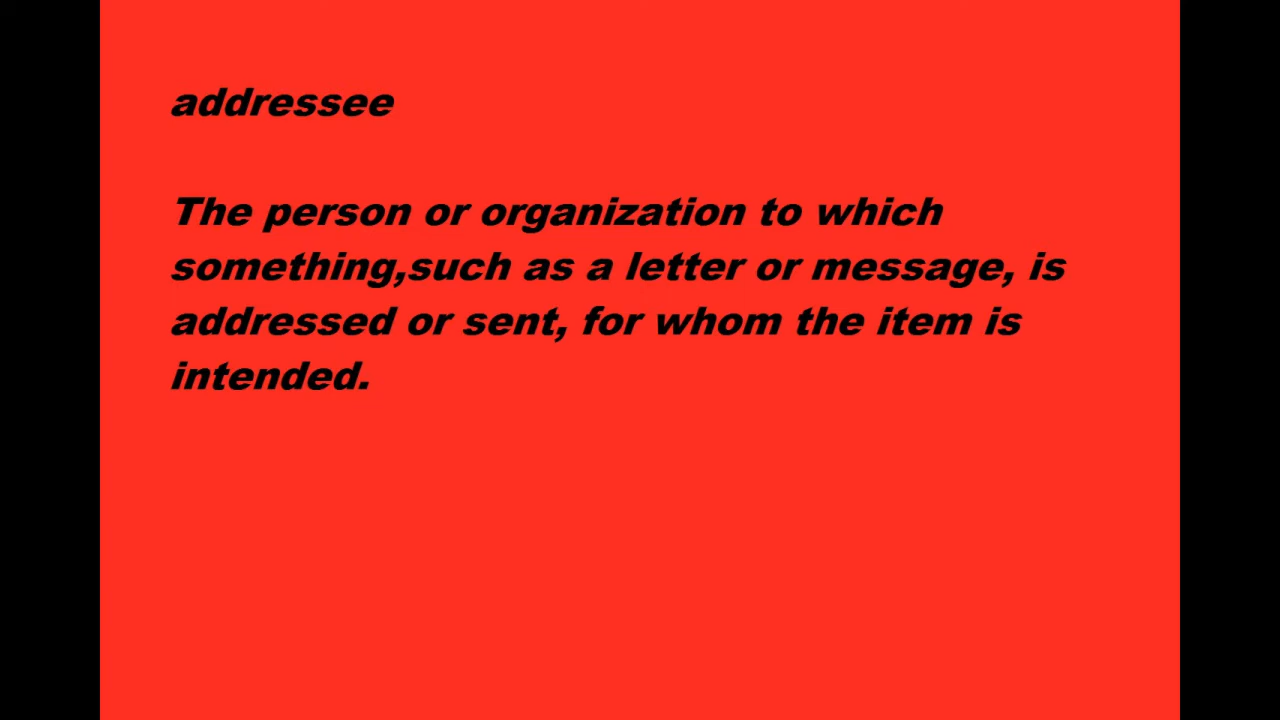 addressee
The person or organization to which
something,such as a letter or message, is
addressed or sent, for whom the item is
intended.